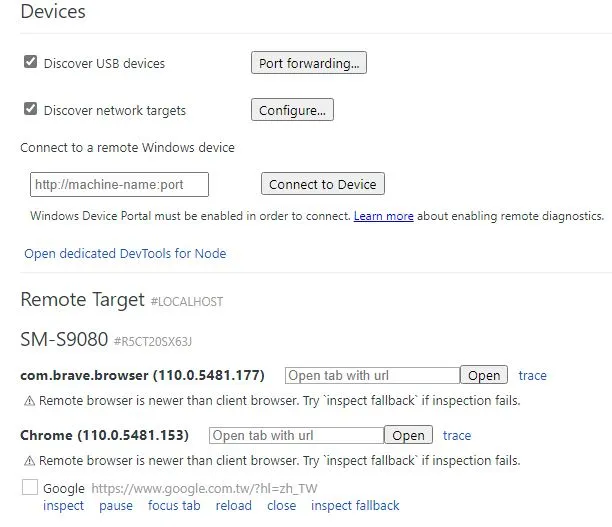 Devices
Discover USB devices Port forwarding...
Discover network targets Configure...
Connect to a remote Windows device
http://machine-name:port Connect to Device
Windows Device Portal must be enabled in order to connect. Learn more about enabling remote diagnostics.
Open dedicated DevTools for Node
Remote Target #LOCALHOST
SM-S9080 #R5CT20SX63J
com.brave.browser (110.0.5481.177) Open tab with url Open trace
⚠ Remote browser is newer than client browser. Try `inspect fallback` if inspection fails.
Chrome (110.0.5481.153) Open tab with url Open trace
⚠ Remote browser is newer than client browser. Try `inspect fallback` if inspection fails.
Google https://www.google.com.tw/?hl=zh_TW
inspect pause focus tab reload close inspect fallback